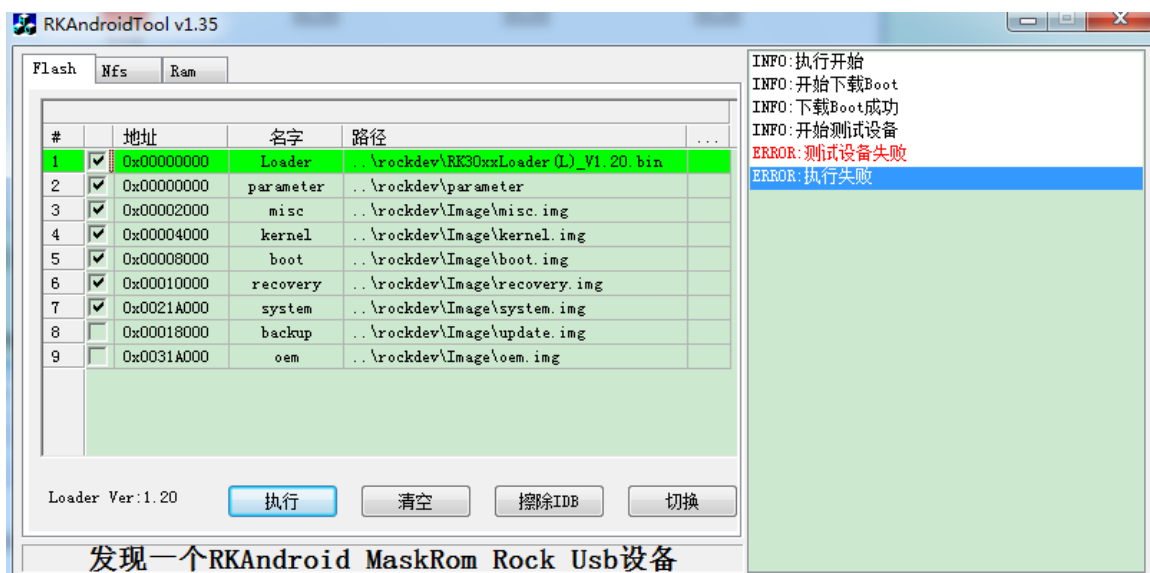 RKAndroidTool v1.35
Flash Nfs Ram
# 地址 名字 路径 ...
1 0x00000000 Loader ..\rockdev\RK30xxLoader(L)_V1.20.bin
2 0x00000000 parameter ..\rockdev\parameter
3 0x00002000 misc ..\rockdev\Image\misc.img
4 0x00004000 kernel ..\rockdev\Image\kernel.img
5 0x00008000 boot ..\rockdev\Image\boot.img
6 0x00010000 recovery ..\rockdev\Image\recovery.img
7 0x0021A000 system ..\rockdev\Image\system.img
8 0x00018000 backup ..\rockdev\Image\update.img
9 0x0031A000 oem ..\rockdev\Image\oem.img
Loader Ver:1.20 执行 清空 擦除IDB 切换
发现一个RKAndroid MaskRom Rock Usb设备
INFO:执行开始
INFO:开始下载Boot
INFO:下载Boot成功
INFO:开始测试设备
ERROR:测试设备失败
ERROR:执行失败